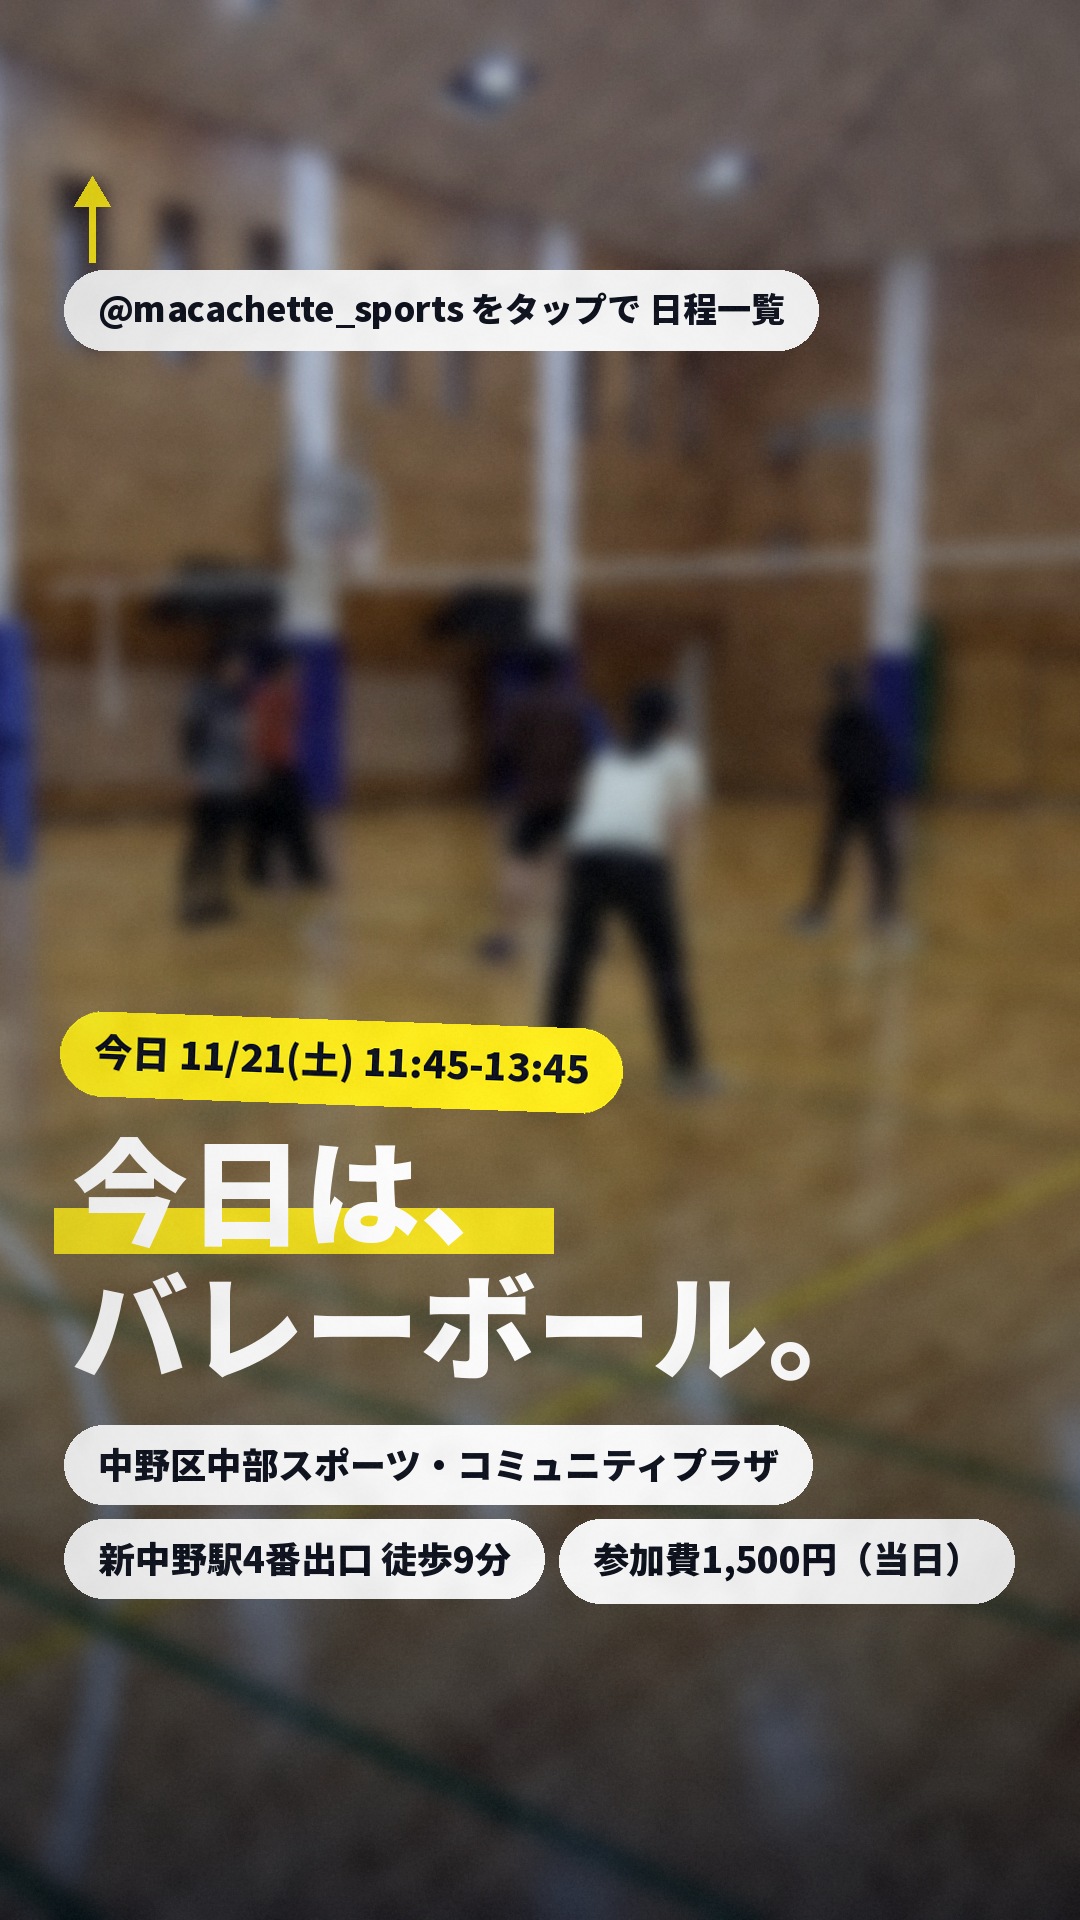 @macachette_sports をタップで 日程一覧
今日 11/21(土) 11:45-13:45
今日は、
バレーボール。
中野区中部スポーツ・コミュニティプラザ
新中野駅4番出口 徒歩9分
参加費1,500円（当日）